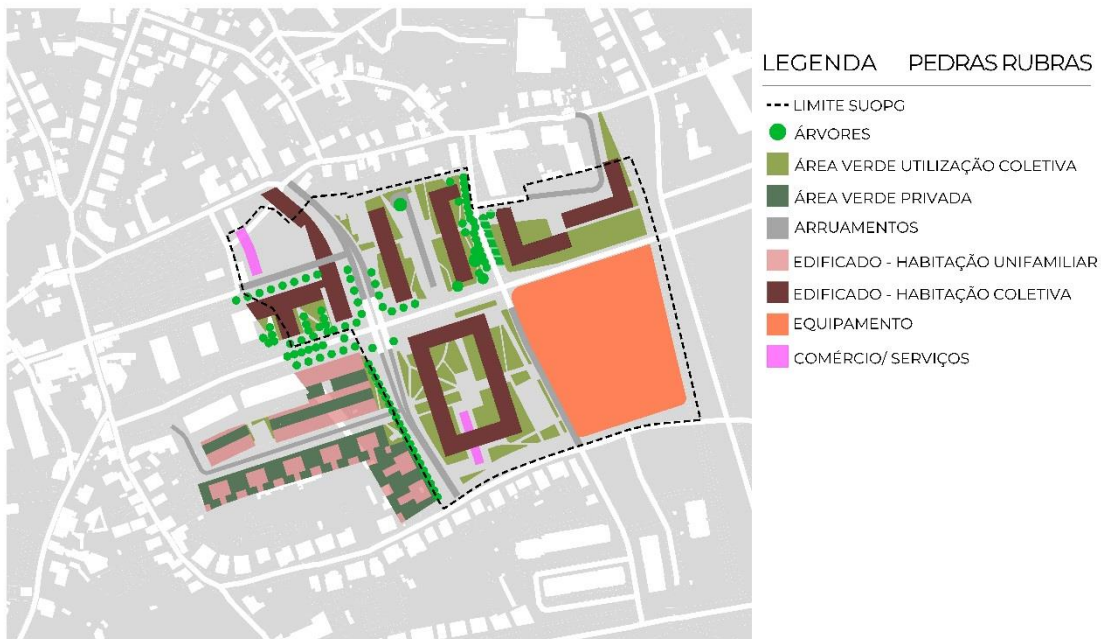 LEGENDA PEDRAS RUBRAS
LIMITE SUOPG
ÁRVORES
ÁREA VERDE UTILIZAÇÃO COLETIVA
ÁREA VERDE PRIVADA
ARRUAMENTOS
EDIFICADO - HABITAÇÃO UNIFAMILIAR
EDIFICADO - HABITAÇÃO COLETIVA
EQUIPAMENTO
COMÉRCIO/ SERVIÇOS